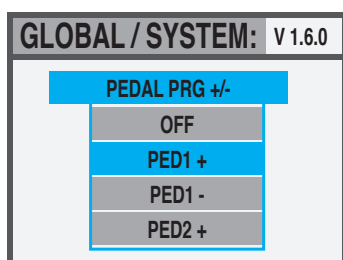 GLOBAL / SYSTEM: V 1.6.0
PEDAL PRG +/-
OFF
PED1 +
PED1 -
PED2 +